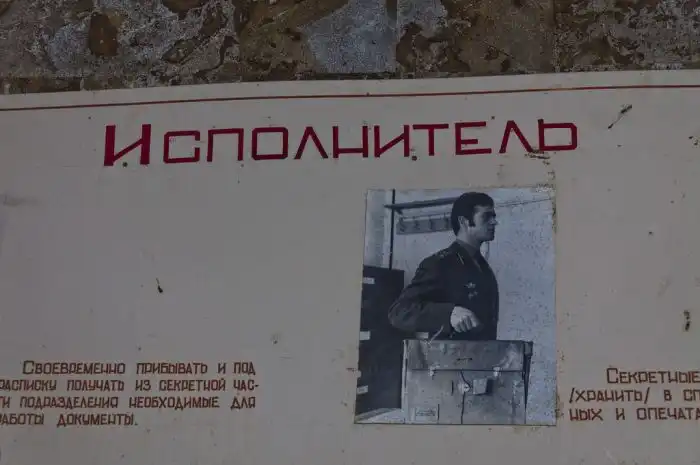 Исполнитель
Своевременно прибывать и под
расписку получать из секретной час-
ти подразделения необходимые для
работы документы.
Секретные
/хранить/ в сп
ных и опечата